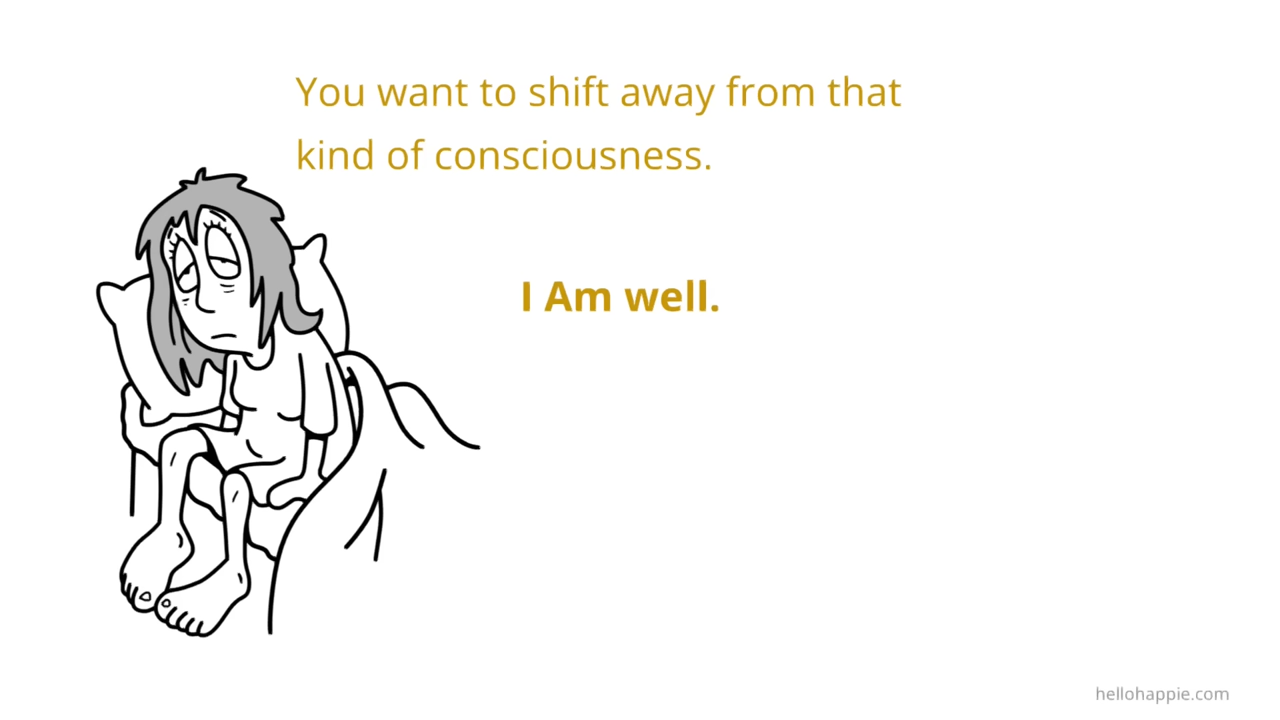 You want to shift away from that
kind of consciousness.
I Am well.
hellohappie.com